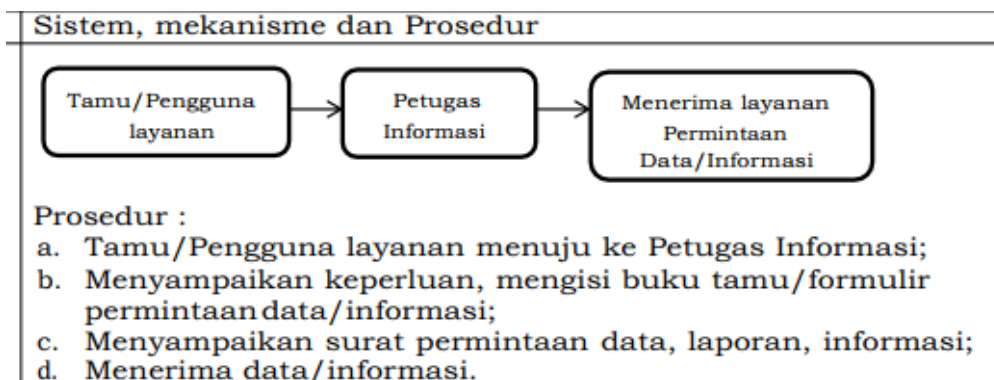 Sistem, mekanisme dan Prosedur
Tamu/Pengguna
layanan
Petugas
Informasi
Menerima layanan
Permintaan
Data/Informasi
Prosedur :
a. Tamu/Pengguna layanan menuju ke Petugas Informasi;
b. Menyampaikan keperluan, mengisi buku tamu/formulir
permintaan data/informasi;
c. Menyampaikan surat permintaan data, laporan, informasi;
d. Menerima data/informasi.